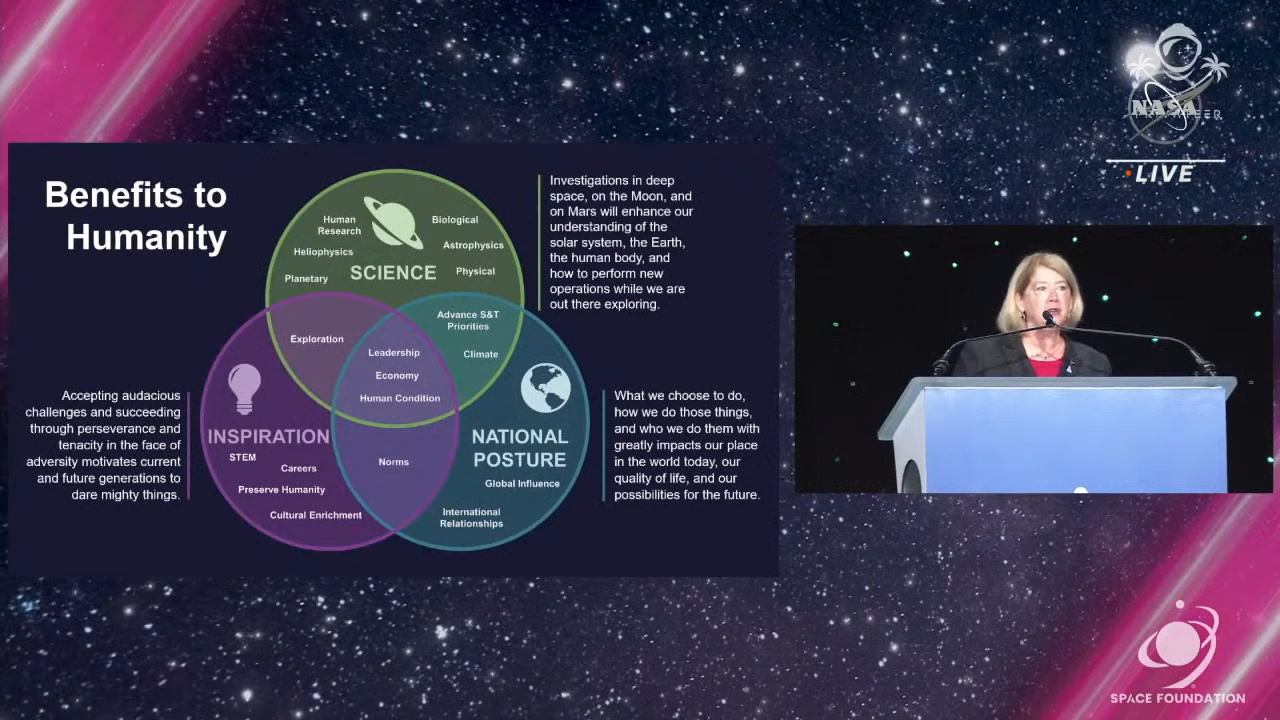 NASA
LIVE
Benefits to
Humanity
Human
Research
Biological
Heliophysics
Astrophysics
Planetary
SCIENCE
Physical
Investigations in deep
space, on the Moon, and
on Mars will enhance our
understanding of the
solar system, the Earth,
the human body, and
how to perform new
operations while we are
out there exploring.
Exploration
Advance S&T
Priorities
Climate
Leadership
Economy
Human Condition
Accepting audacious
challenges and succeeding
through perseverance and
tenacity in the face of
adversity motivates current
and future generations to
dare mighty things.
INSPIRATION
STEM
Careers
Preserve Humanity
Cultural Enrichment
Norms
NATIONAL
POSTURE
Global Influence
International
Relationships
What we choose to do,
how we do those things,
and who we do them with
greatly impacts our place
in the world today, our
quality of life, and our
possibilities for the future.
SPACE FOUNDATION